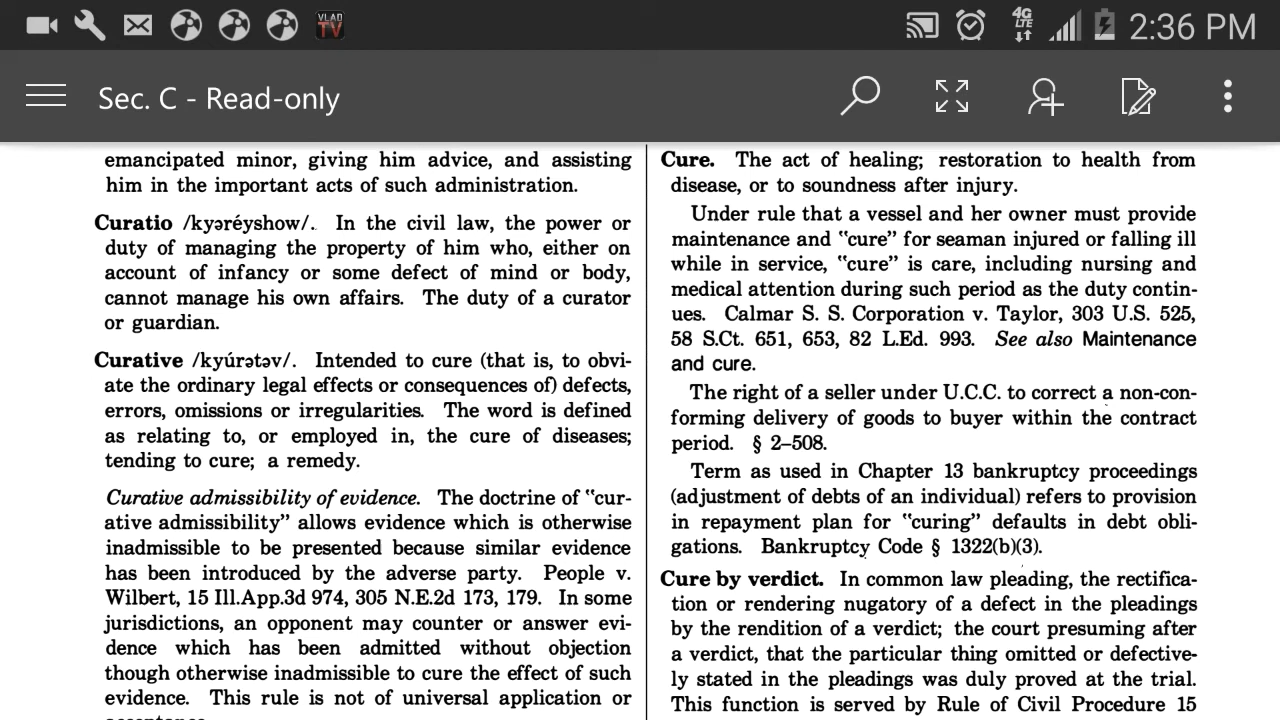 VLAD
TV
4G
LTE
2:36 PM
Sec. C - Read-only
emancipated minor, giving him advice, and assisting
him in the important acts of such administration.
Curatio /kyəréyshow/. In the civil law, the power or
duty of managing the property of him who, either on
account of infancy or some defect of mind or body,
cannot manage his own affairs. The duty of a curator
or guardian.
Curative /kyúrətəv/. Intended to cure (that is, to obvi-
ate the ordinary legal effects or consequences of) defects,
errors, omissions or irregularities. The word is defined
as relating to, or employed in, the cure of diseases;
tending to cure; a remedy.
Curative admissibility of evidence. The doctrine of "cur-
ative admissibility" allows evidence which is otherwise
inadmissible to be presented because similar evidence
has been introduced by the adverse party. People v.
Wilbert, 15 Ill.App.3d 974, 305 N.E.2d 173, 179. In some
jurisdictions, an opponent may counter or answer evi-
dence which has been admitted without objection
though otherwise inadmissible to cure the effect of such
evidence. This rule is not of universal application or
Cure. The act of healing; restoration to health from
disease, or to soundness after injury.
Under rule that a vessel and her owner must provide
maintenance and "cure" for seaman injured or falling ill
while in service, "cure" is care, including nursing and
medical attention during such period as the duty contin-
ues. Calmar S. S. Corporation v. Taylor, 303 U.S. 525,
58 S.Ct. 651, 653, 82 L.Ed. 993. See also Maintenance
and cure.
The right of a seller under U.C.C. to correct a non-con-
forming delivery of goods to buyer within the contract
period. § 2–508.
Term as used in Chapter 13 bankruptcy proceedings
(adjustment of debts of an individual) refers to provision
in repayment plan for "curing" defaults in debt obli-
gations. Bankruptcy Code § 1322(b)(3).
Cure by verdict. In common law pleading, the rectifica-
tion or rendering nugatory of a defect in the pleadings
by the rendition of a verdict; the court presuming after
a verdict, that the particular thing omitted or defective-
ly stated in the pleadings was duly proved at the trial.
This function is served by Rule of Civil Procedure 15